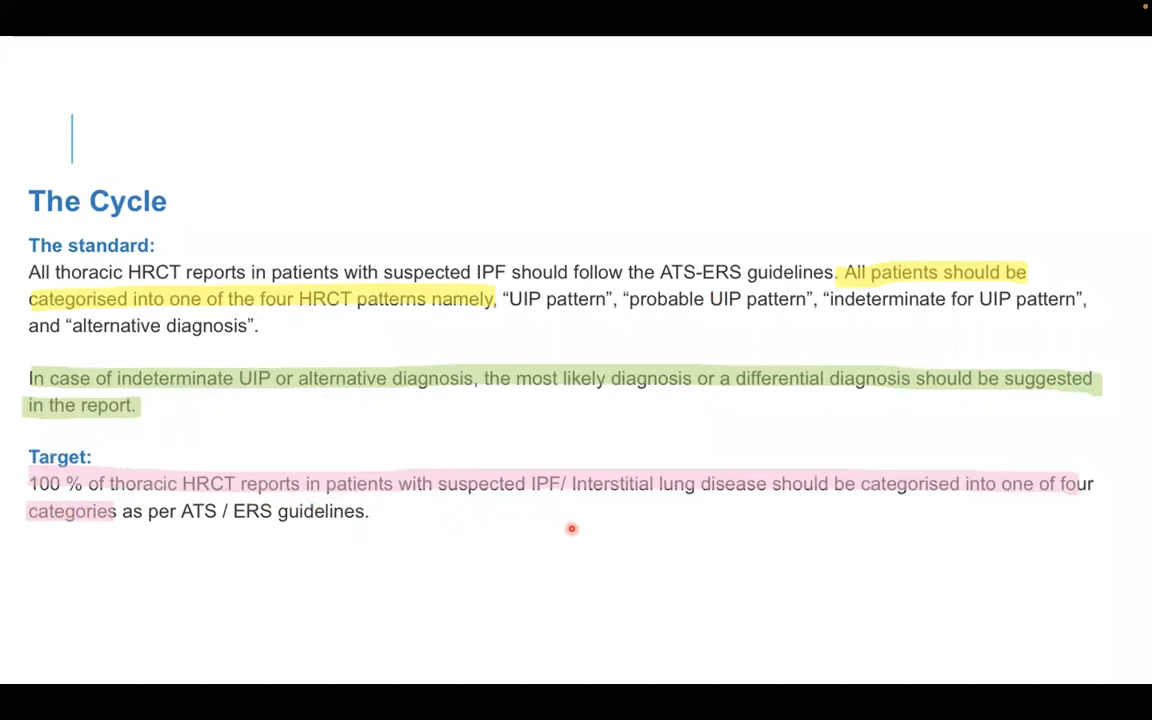 The Cycle
The standard:
All thoracic HRCT reports in patients with suspected IPF should follow the ATS-ERS guidelines. All patients should be
categorised into one of the four HRCT patterns namely, “UIP pattern”, “probable UIP pattern”, “indeterminate for UIP pattern”,
and “alternative diagnosis”.
In case of indeterminate UIP or alternative diagnosis, the most likely diagnosis or a differential diagnosis should be suggested
in the report.
Target:
100 % of thoracic HRCT reports in patients with suspected IPF/ Interstitial lung disease should be categorised into one of four
categories as per ATS / ERS guidelines.